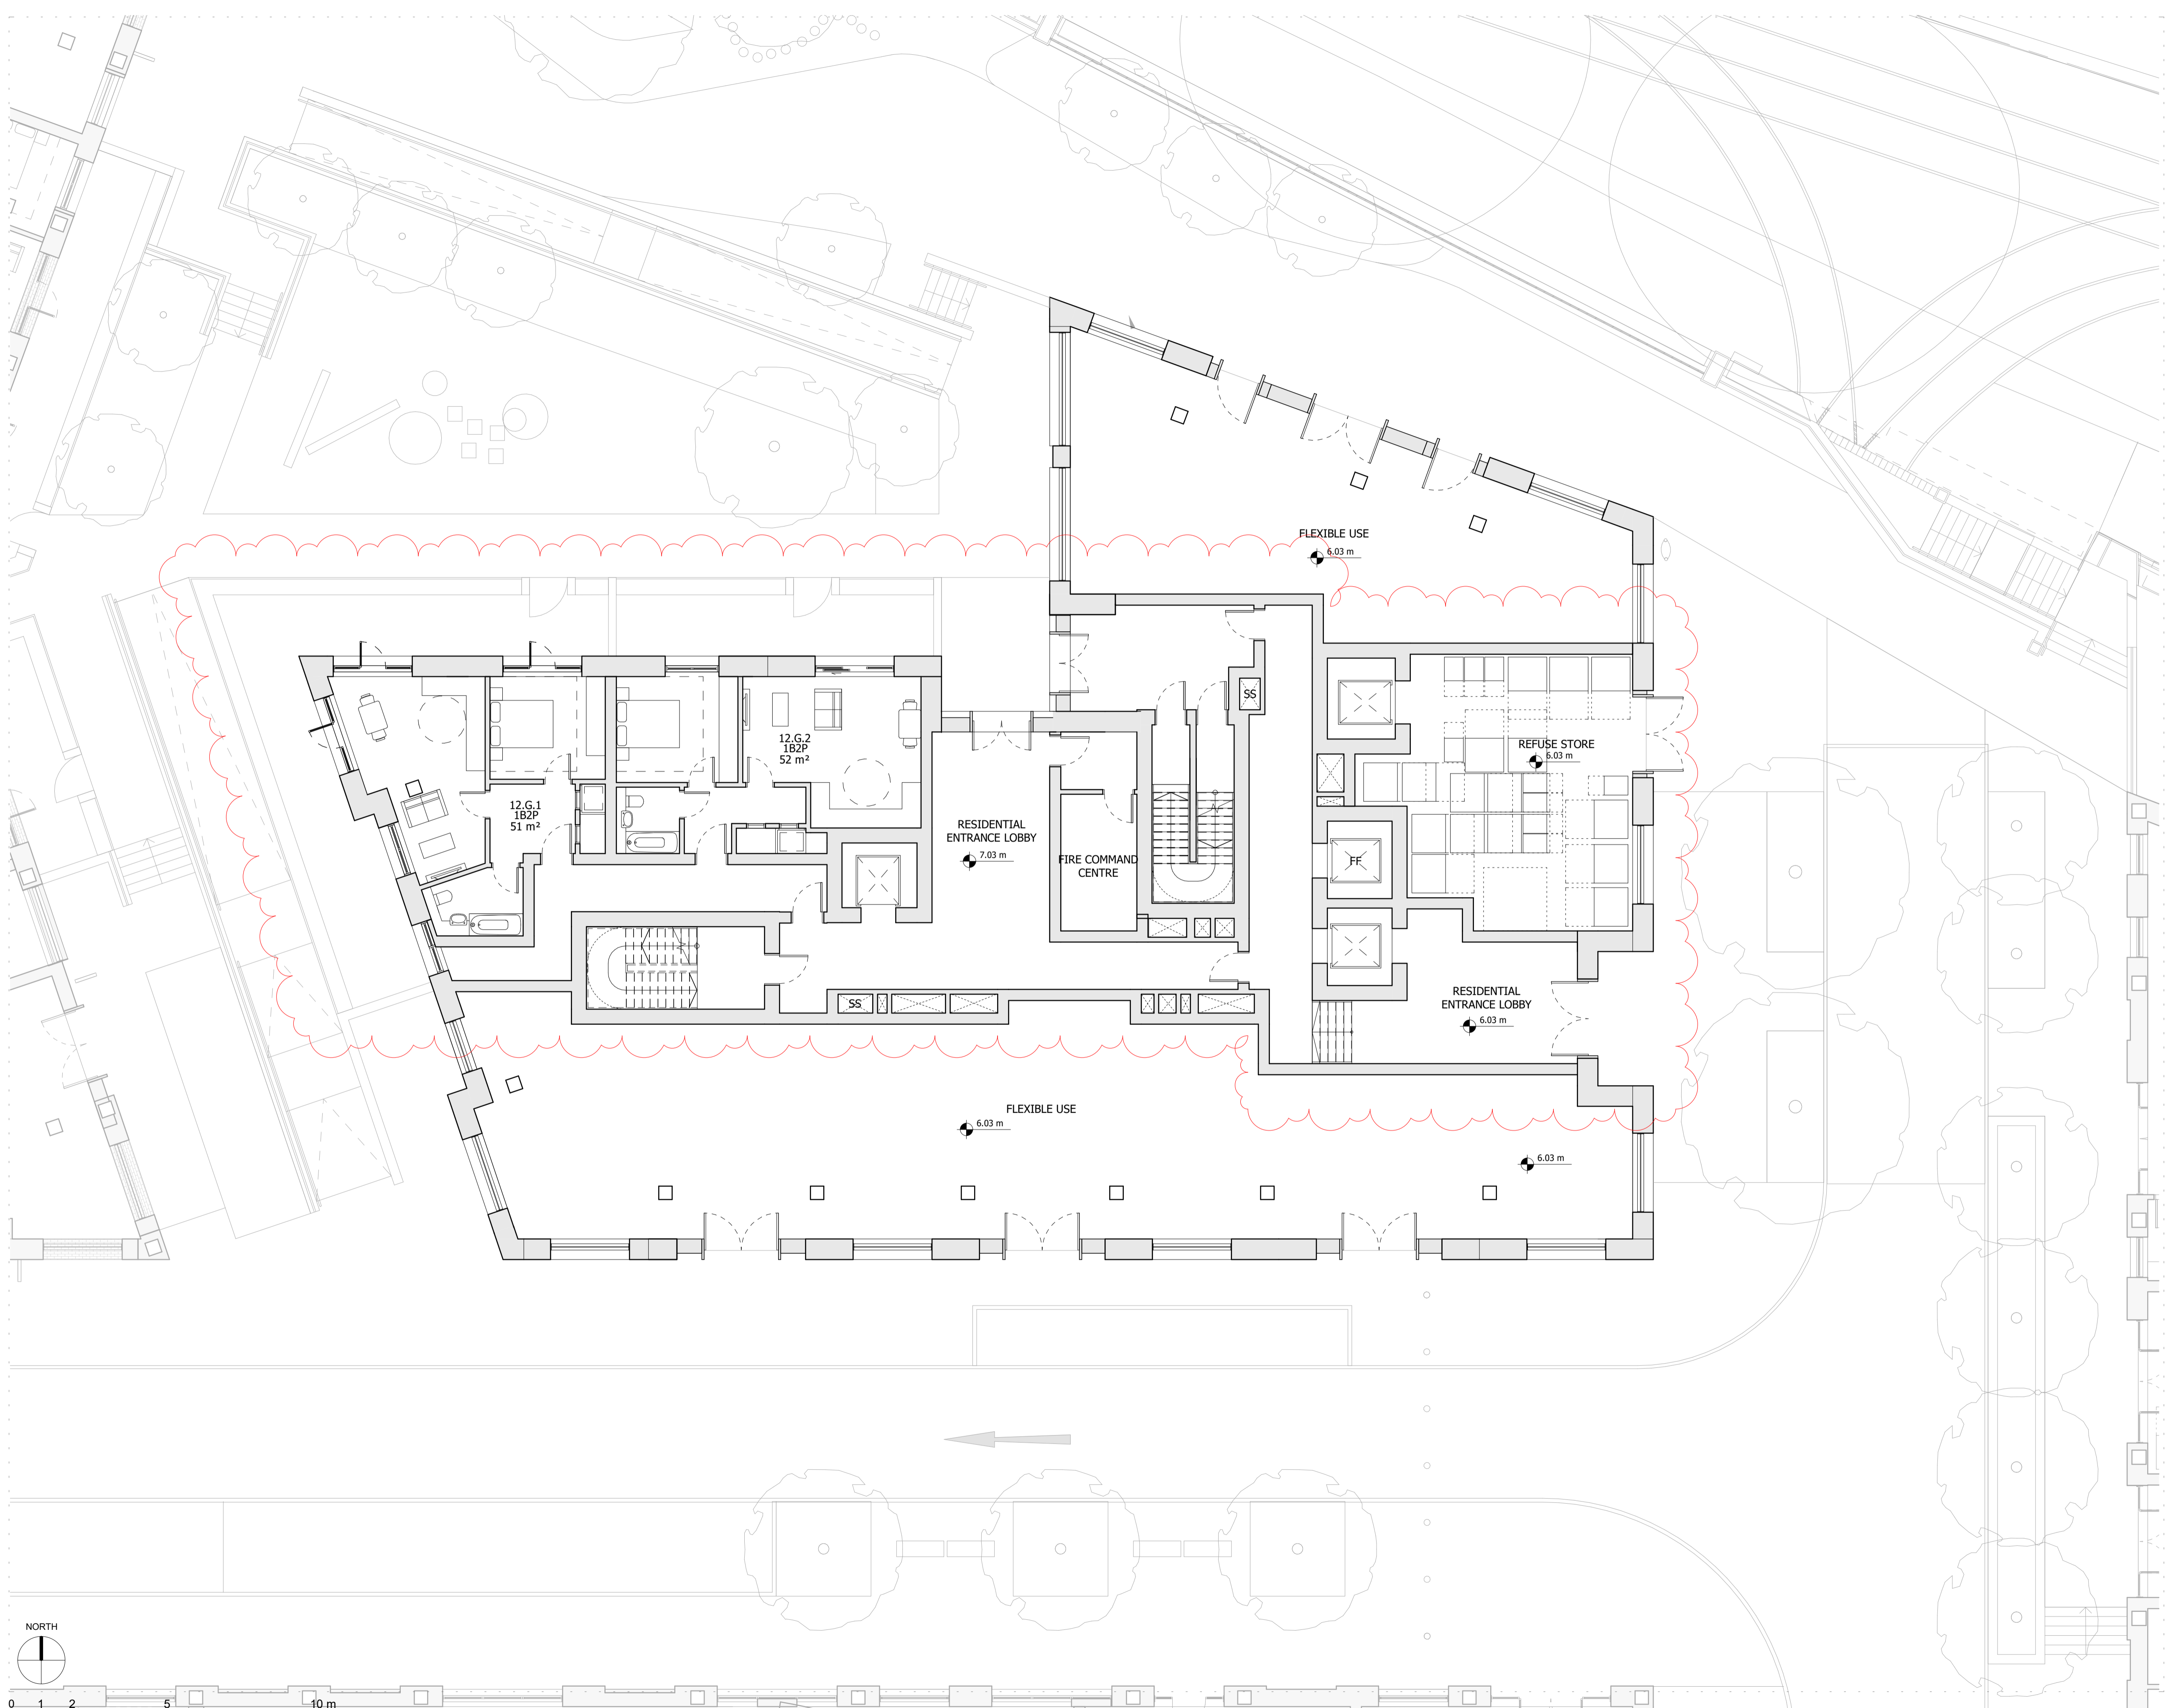 FLEXIBLE USE
6.03 m
SS
12.G.2
1B2P
52 m²
REFUSE STORE
6.03 m
12.G.1
1B2P
51 m²
RESIDENTIAL
ENTRANCE LOBBY
7.03 m
FIRE COMMAND
CENTRE
FF
SS
RESIDENTIAL
ENTRANCE LOBBY
6.03 m
FLEXIBLE USE
6.03 m
6.03 m
NORTH
0 1 2 5 10 m